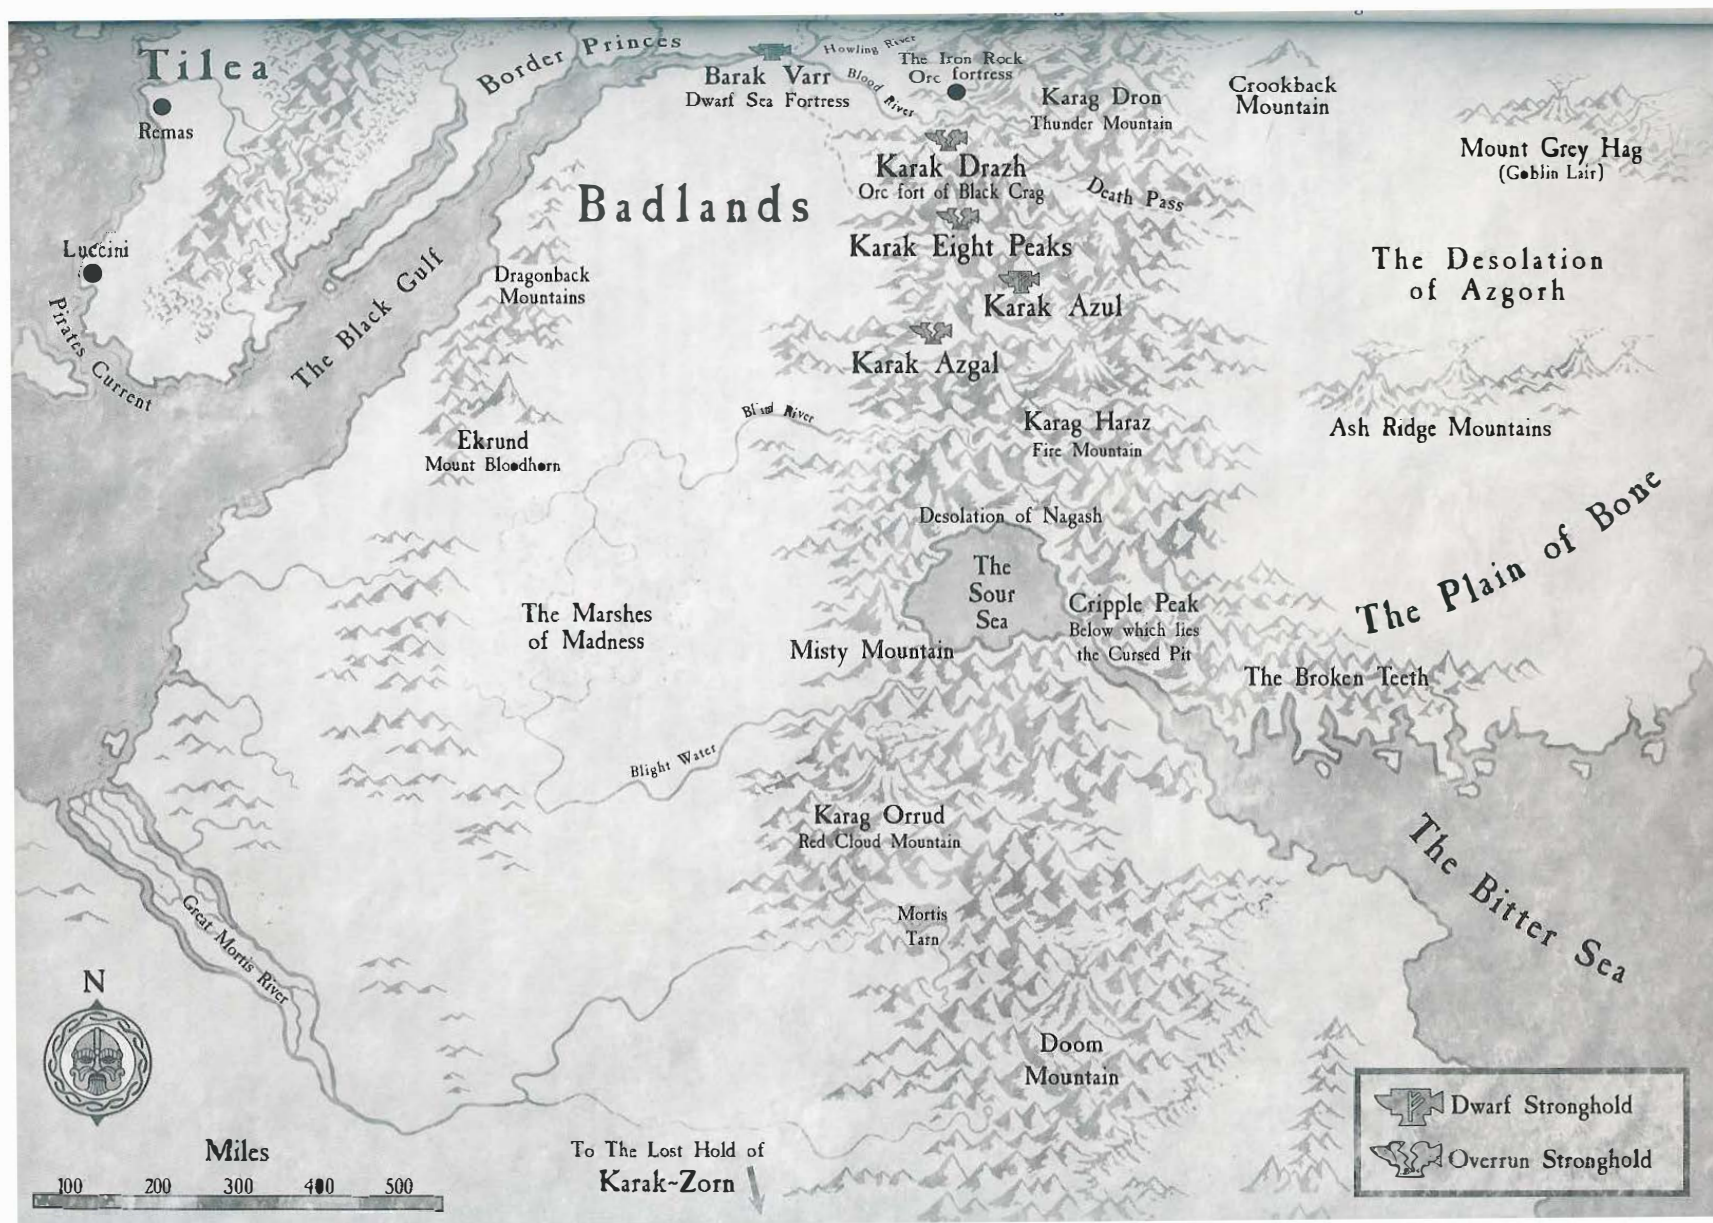 Tilea
Remas
Border Princes
Barak Varr
Dwarf Sea Fortress
Howling River
Blood River
The Iron Rock
Orc fortress
Karag Dron
Thunder Mountain
Crookback
Mountain
Mount Grey Hag
(Goblin Lair)
Karak Drazh
Orc fort of Black Crag
Death Pass
Badlands
Luccini
Pirates Current
The Black Gulf
Dragonback
Mountains
Karak Eight Peaks
Karak Azul
Karak Azgal
The Desolation
of Azgorh
Ash Ridge Mountains
Ekrund
Mount Bloodhorn
Blind River
Karag Haraz
Fire Mountain
Desolation of Nagash
The
Sour
Sea
Cripple Peak
Below which lies
the Cursed Pit
The Plain of Bone
The Marshes
of Madness
Misty Mountain
The Broken Teeth
Blight Water
Karag Orrud
Red Cloud Mountain
The Bitter Sea
Mortis
Tarn
Great Mortis River
N
Doom
Mountain
Miles
100 200 300 400 500
To The Lost Hold of
Karak~Zorn
Dwarf Stronghold
Overrun Stronghold